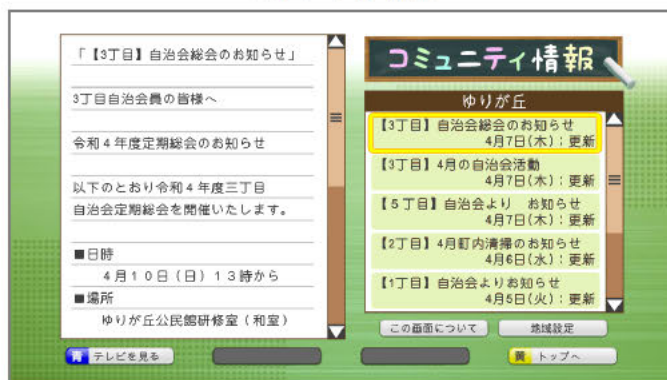 「【3丁目】自治会総会のお知らせ」
3丁目自治会員の皆様へ
令和4年度定期総会のお知らせ
以下のとおり令和4年度三丁目
自治会定期総会を開催いたします。
■日時
4月10日(日)13時から
■場所
ゆりが丘公民館研修室(和室)
コミュニティ情報
ゆりが丘
【3丁目】自治会総会のお知らせ
4月7日(木):更新
【3丁目】4月の自治会活動
4月7日(木):更新
【5丁目】自治会より お知らせ
4月7日(木):更新
【2丁目】4月町内清掃のお知らせ
4月6日(水):更新
【1丁目】自治会よりお知らせ
4月5日(火):更新
この画面について
地域設定
青 テレビを見る
黄 トップへ